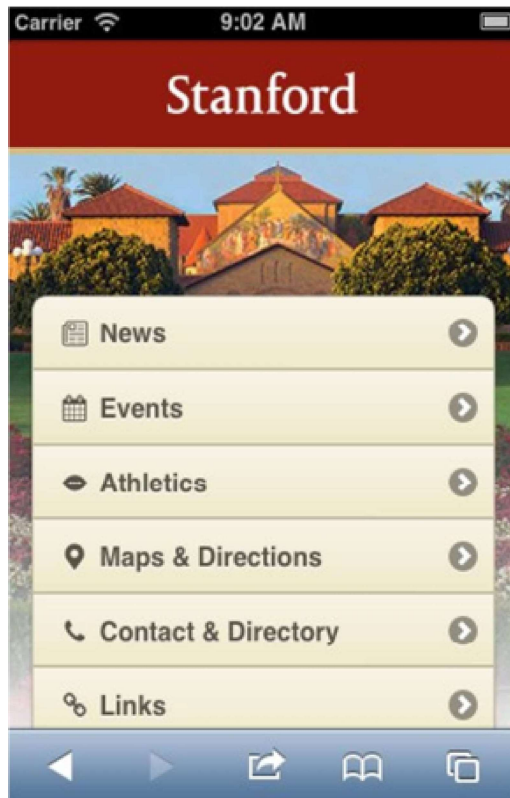 Carrier 9:02 AM
Stanford
News
Events
Athletics
Maps & Directions
Contact & Directory
Links